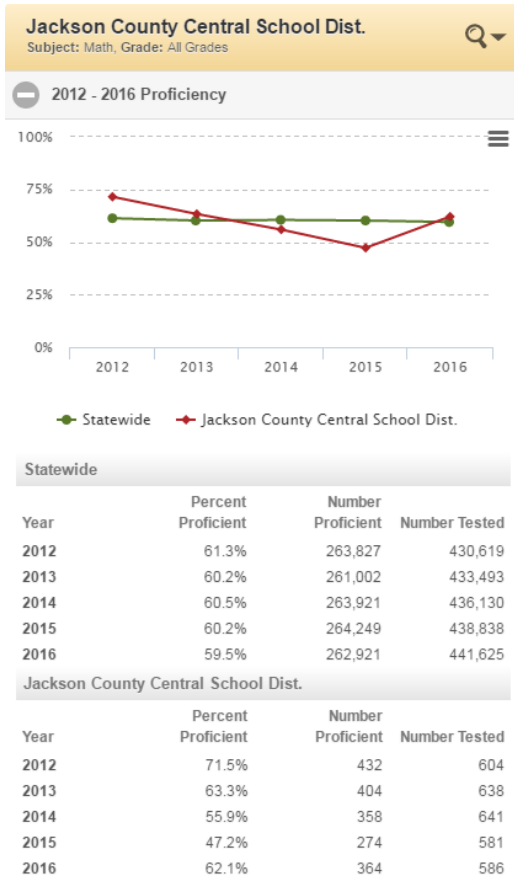 Jackson County Central School Dist.
Subject: Math, Grade: All Grades
2012 - 2016 Proficiency
100%
75%
50%
25%
0%
2012 2013 2014 2015 2016
Statewide Jackson County Central School Dist.
Statewide
Percent Number
Year Proficient Proficient Number Tested
2012 61.3% 263,827 430,619
2013 60.2% 261,002 433,493
2014 60.5% 263,921 436,130
2015 60.2% 264,249 438,838
2016 59.5% 262,921 441,625
Jackson County Central School Dist.
Percent Number
Year Proficient Proficient Number Tested
2012 71.5% 432 604
2013 63.3% 404 638
2014 55.9% 358 641
2015 47.2% 274 581
2016 62.1% 364 586